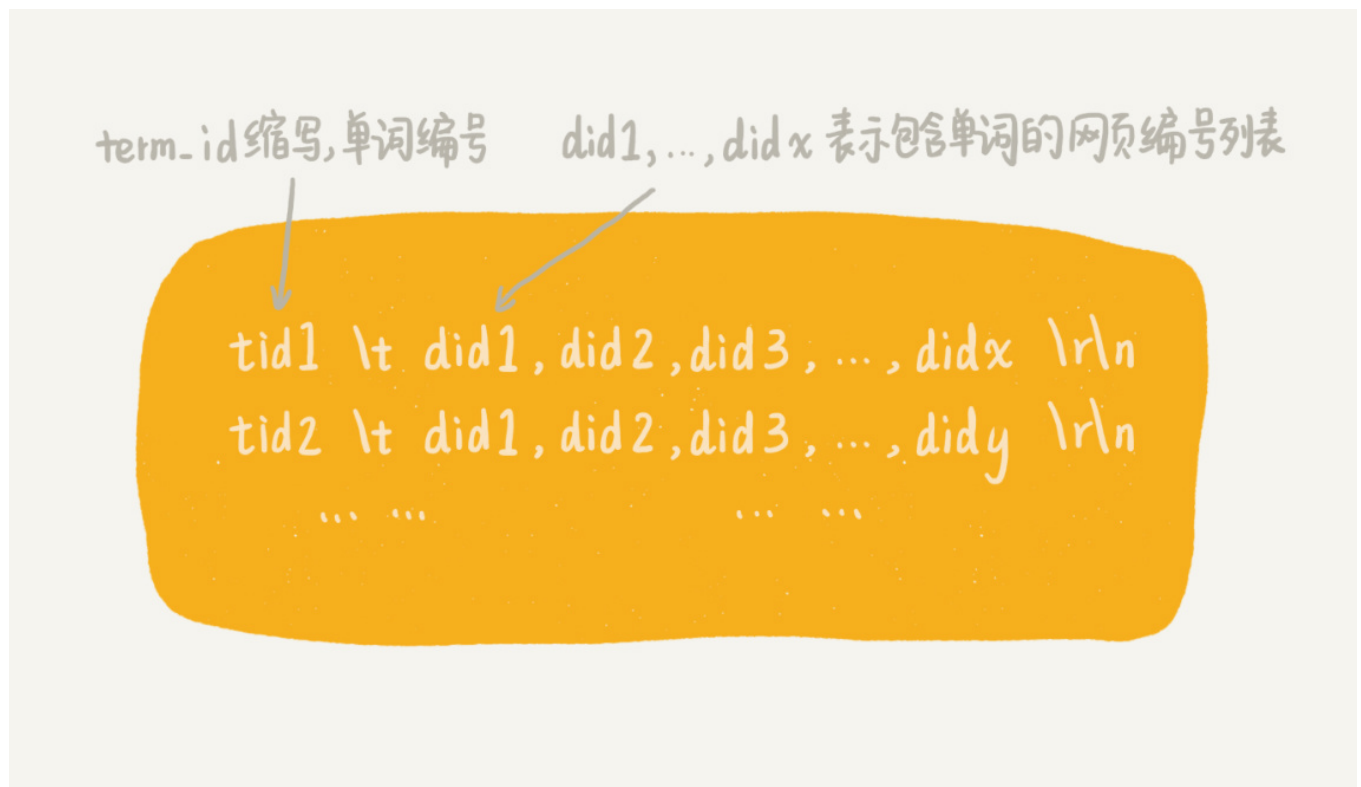 term_id缩写,单词编号 did1,...,didx 表示包含单词的网页编号列表
tid1 \t did1,did2,did3,...,didx \r\n
tid2 \t did1,did2,did3,...,didy \r\n
... ... ... ...